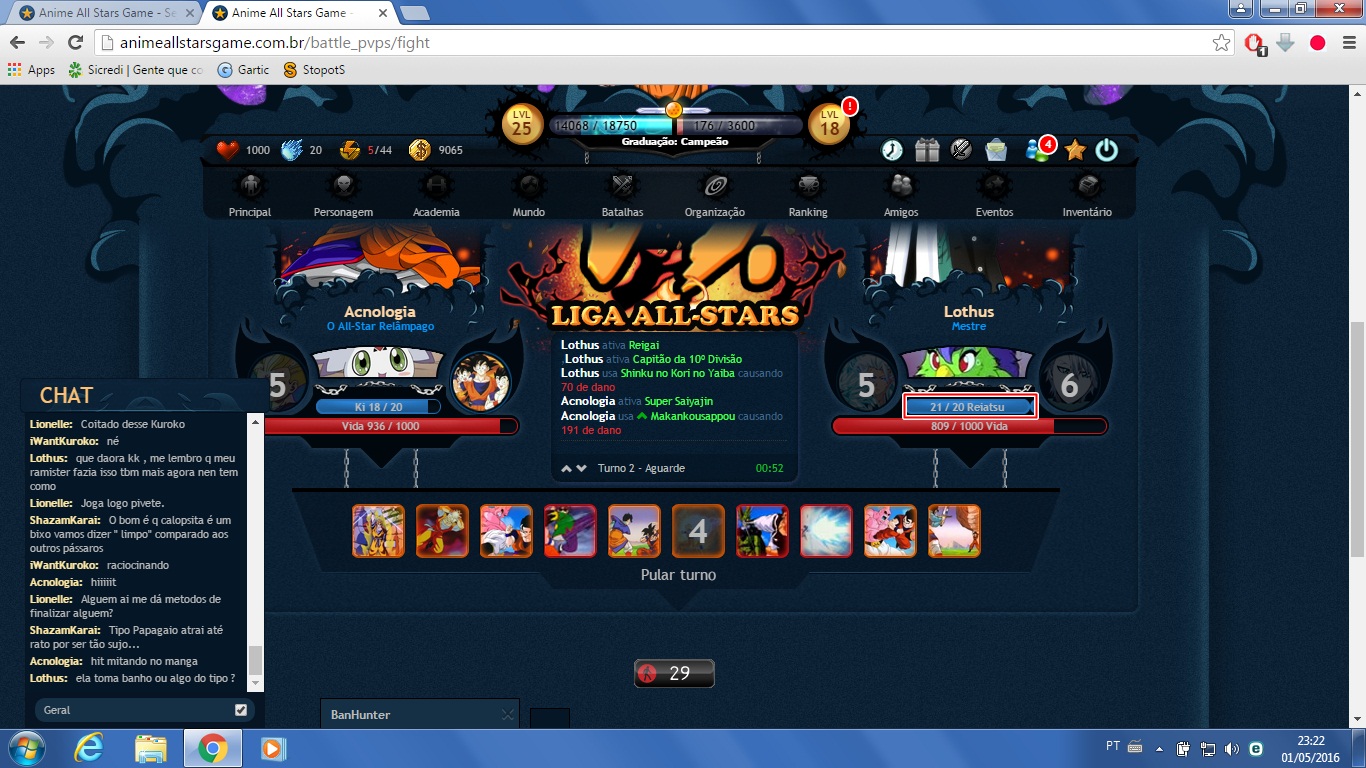 Anime All Stars Game - Se
Anime All Stars Game -
animeallstarsgame.com.br/battle_pvps/fight
1
Apps
Sicredi | Gente que co
Gartic
StopotS
LVL
25
14068 / 18750
176 / 3600
LVL
18
!
Graduação: Campeão
1000
20
5/44
9065
4
Principal
Personagem
Academia
Mundo
Batalhas
Organização
Ranking
Amigos
Eventos
Inventário
Acnologia
O All-Star Relâmpago
5
Ki 18 / 20
Vida 936 / 1000
LIGA ALL-STARS
Lothus ativa Reigai
Lothus ativa Capitão da 10º Divisão
Lothus usa Shinku no Kori no Yaiba causando
70 de dano
Acnologia ativa Super Saiyajin
Acnologia usa Makankousappou causando
191 de dano
Turno 2 - Aguarde
00:52
Lothus
Mestre
5
6
21 / 20 Reiatsu
809 / 1000 Vida
4
Pular turno
29
BanHunter
CHAT
Lionelle: Coitado desse Kuroko
iWantKuroko: né
Lothus: que daora kk , me lembro q meu
ramister fazia isso tbm mais agora nen tem
como
Lionelle: Joga logo pivete.
ShazamKarai: O bom é q calopsita é um
bixo vamos dizer " limpo" comparado aos
outros pássaros
iWantKuroko: raciocinando
Acnologia: hiiiiit
Lionelle: Alguem ai me dá metodos de
finalizar alguem?
ShazamKarai: Tipo Papagaio atrai até
rato por ser tão sujo...
Acnologia: hit mitando no manga
Lothus: ela toma banho ou algo do tipo ?
Geral
PT
23:22
01/05/2016